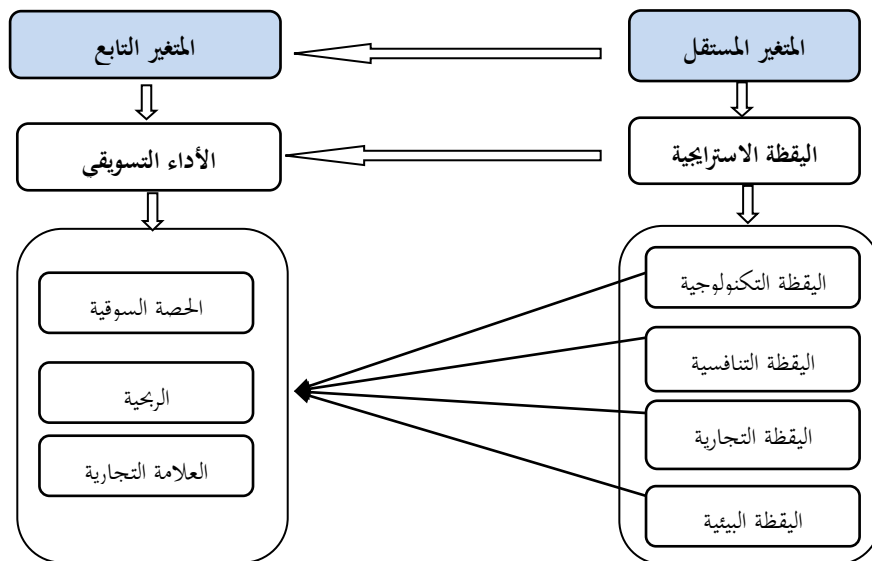 المتغير المستقل
المتغير التابع
اليقظة الاستراتيجية
الأداء التسويقي
اليقظة التكنولوجية
اليقظة التنافسية
اليقظة التجارية
اليقظة البيئية
الحصة السوقية
الربحية
العلامة التجارية